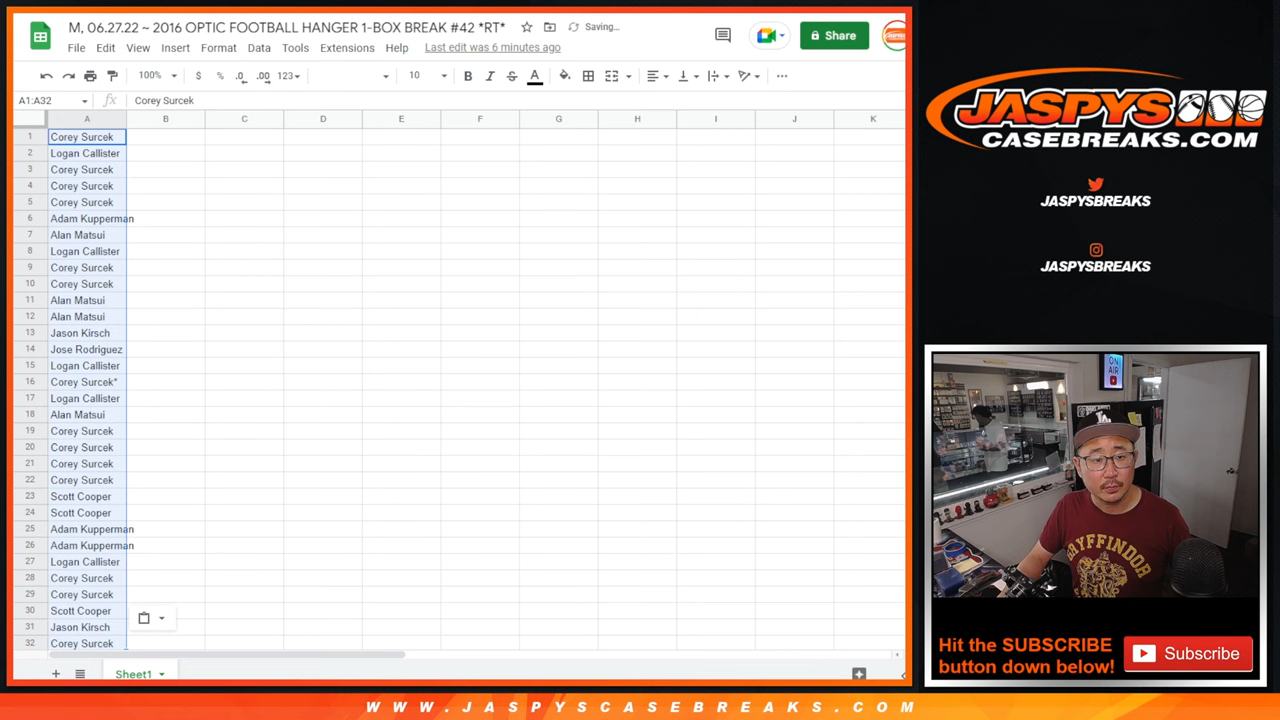 M, 06.27.22 ~ 2016 OPTIC FOOTBALL HANGER 1-BOX BREAK #42 *RT*
Saving...
File Edit View Insert Format Data Tools Extensions Help Last edit was 6 minutes ago
Share
100% $ % .0 .00 123 10 B I S A
A1:A32 fx Corey Surcek
A B C D E F G H I J K
1 Corey Surcek
2 Logan Callister
3 Corey Surcek
4 Corey Surcek
5 Corey Surcek
6 Adam Kupperman
7 Alan Matsui
8 Logan Callister
9 Corey Surcek
10 Corey Surcek
11 Alan Matsui
12 Alan Matsui
13 Jason Kirsch
14 Jose Rodriguez
15 Logan Callister
16 Corey Surcek*
17 Logan Callister
18 Alan Matsui
19 Corey Surcek
20 Corey Surcek
21 Corey Surcek
22 Corey Surcek
23 Scott Cooper
24 Scott Cooper
25 Adam Kupperman
26 Adam Kupperman
27 Logan Callister
28 Corey Surcek
29 Corey Surcek
30 Scott Cooper
31 Jason Kirsch
32 Corey Surcek
Sheet1
JASPYS
CASEBREAKS.COM
JASPYSBREAKS
JASPYSBREAKS
ON
AIR
LA
GRYFFINDOR
Hit the SUBSCRIBE
button down below!
Subscribe
WWW.JASPYSCASEBREAKS.COM